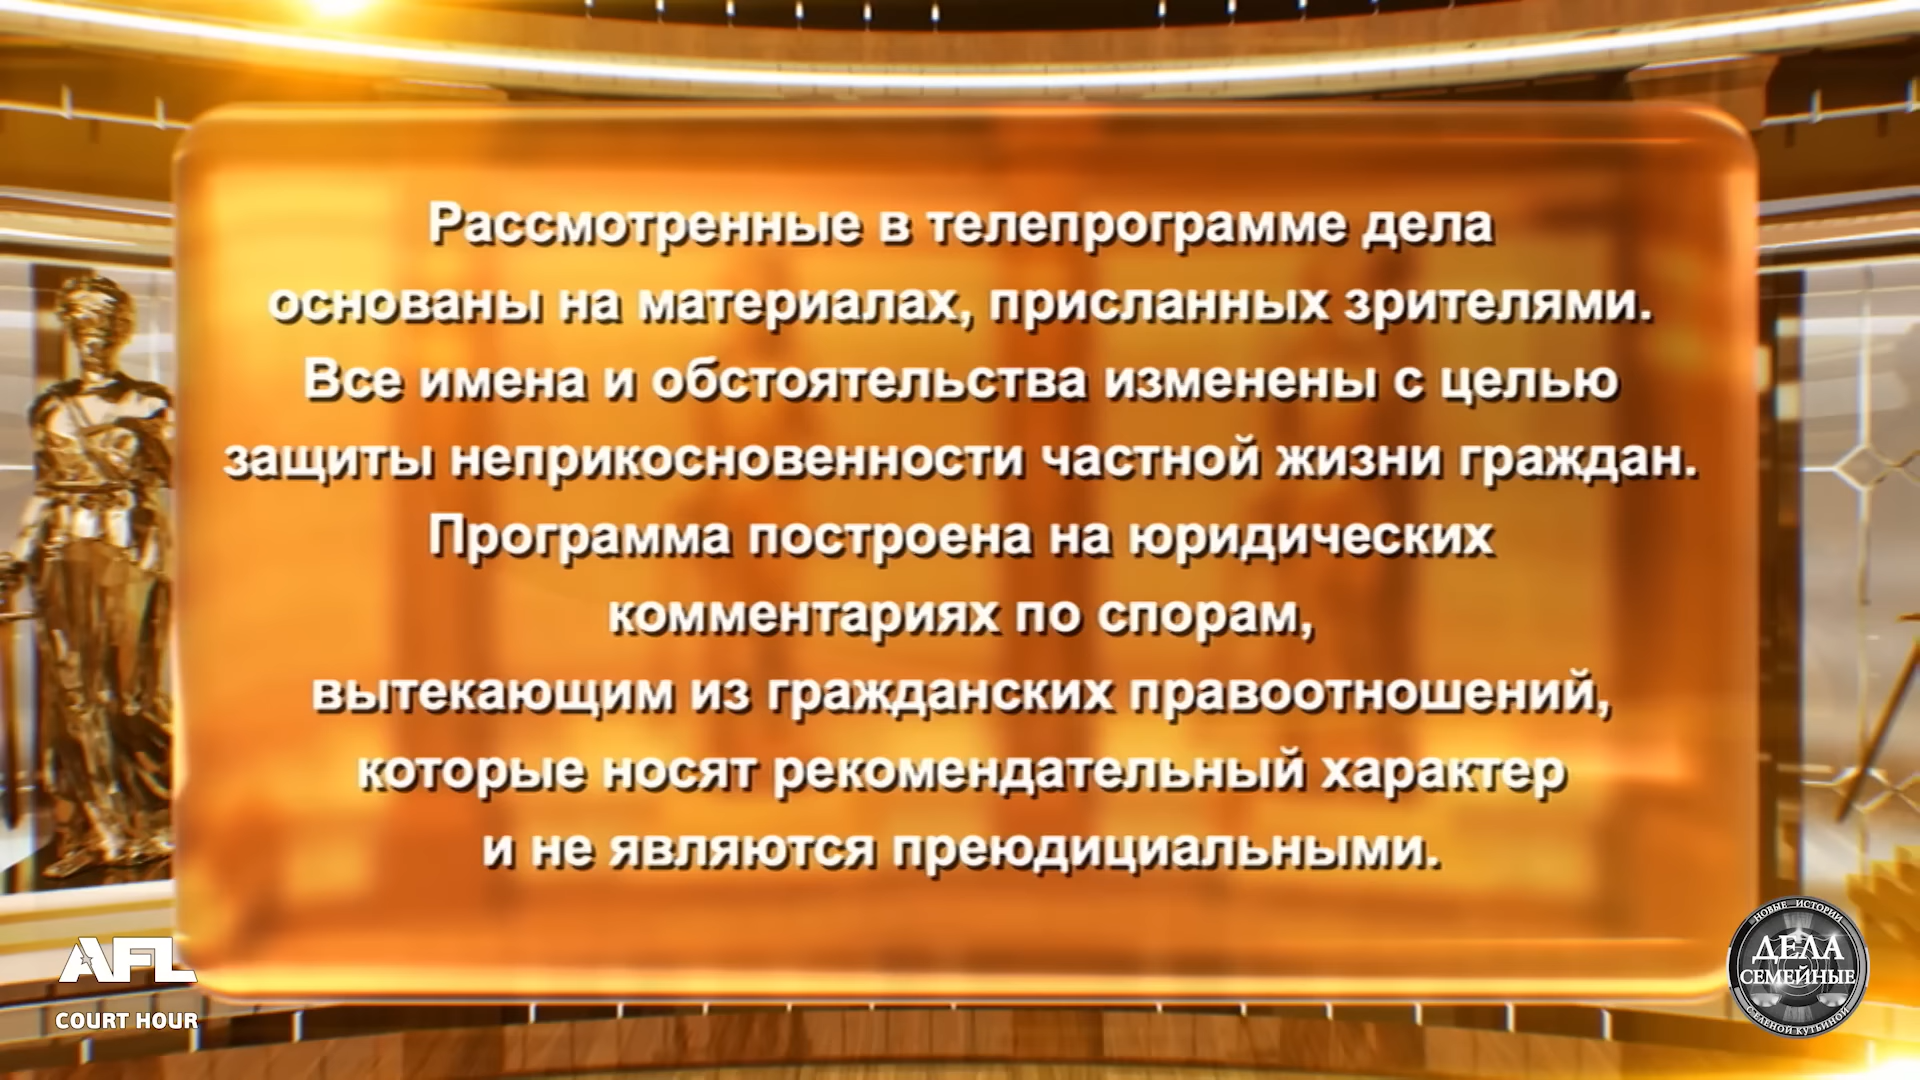 Рассмотренные в телепрограмме дела
основаны на материалах, присланных зрителями.
Все имена и обстоятельства изменены с целью
защиты неприкосновенности частной жизни граждан.
Программа построена на юридических
комментариях по спорам,
вытекающим из гражданских правоотношений,
которые носят рекомендательный характер
и не являются преюдициальными.
AFL
COURT HOUR
НОВЫЕ ИСТОРИИ
ДЕЛА
СЕМЕЙНЫЕ
С ЕЛЕНОЙ КУТЬИНОЙ